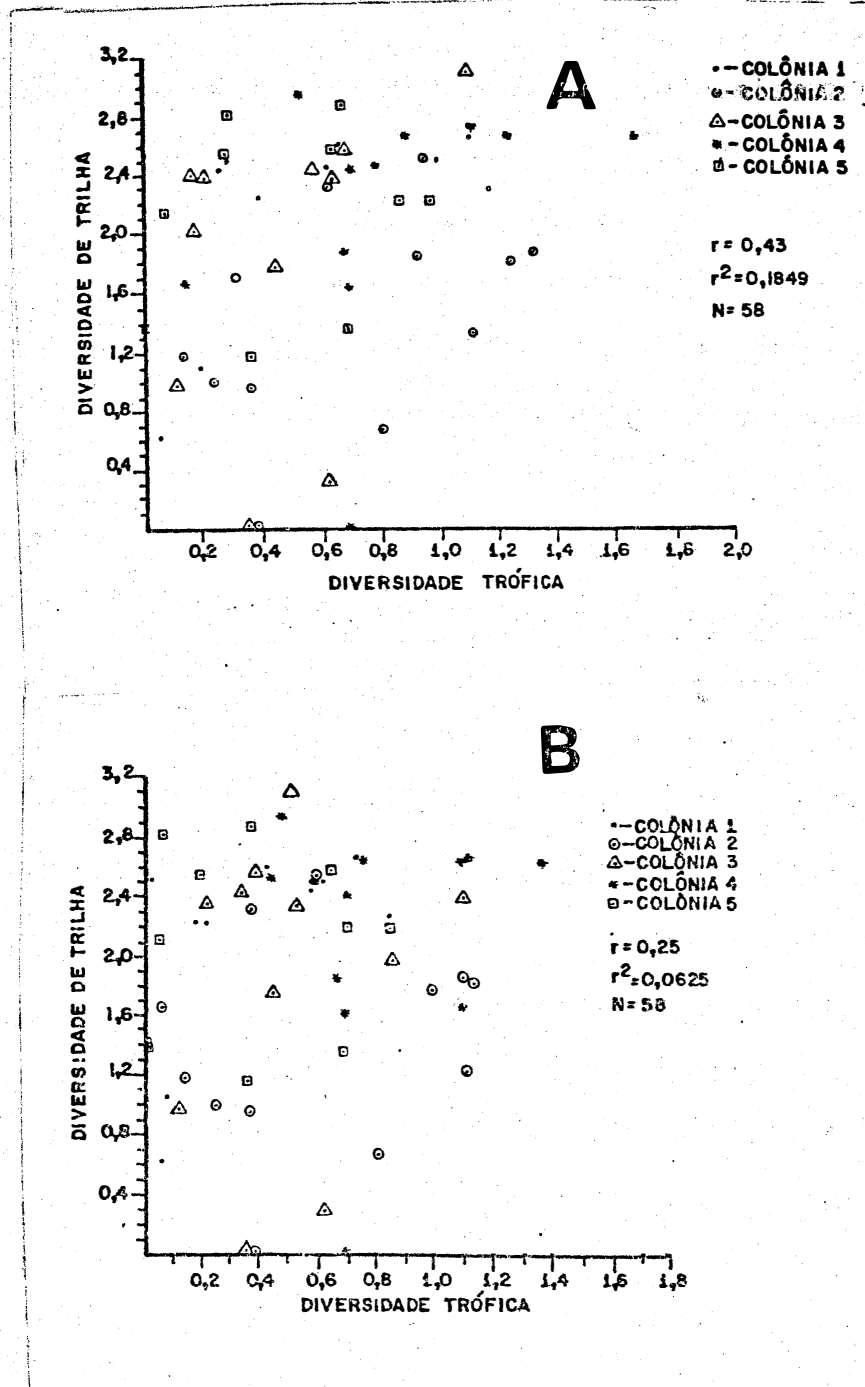 A
3,2
2,8
2,4
2,0
1,6
1,2
0,8
0,4
DIVERSIDADE DE TRILHA
•-COLÔNIA 1
⊙-COLÔNIA 2
△-COLÔNIA 3
*-COLÔNIA 4
⊡-COLÔNIA 5
r= 0,43
r²=0,1849
N= 58
0,2 0,4 0,6 0,8 1,0 1,2 1,4 1,6 1,8 2,0
DIVERSIDADE TRÓFICA
B
3,2
2,8
2,4
2,0
1,6
1,2
0,8
0,4
DIVERSIDADE DE TRILHA
•-COLÔNIA 1
⊙-COLÔNIA 2
△-COLÔNIA 3
*-COLÔNIA 4
⊡-COLÔNIA 5
r=0,25
r²=0,0625
N=58
0,2 0,4 0,6 0,8 1,0 1,2 1,4 1,6 1,8
DIVERSIDADE TRÓFICA